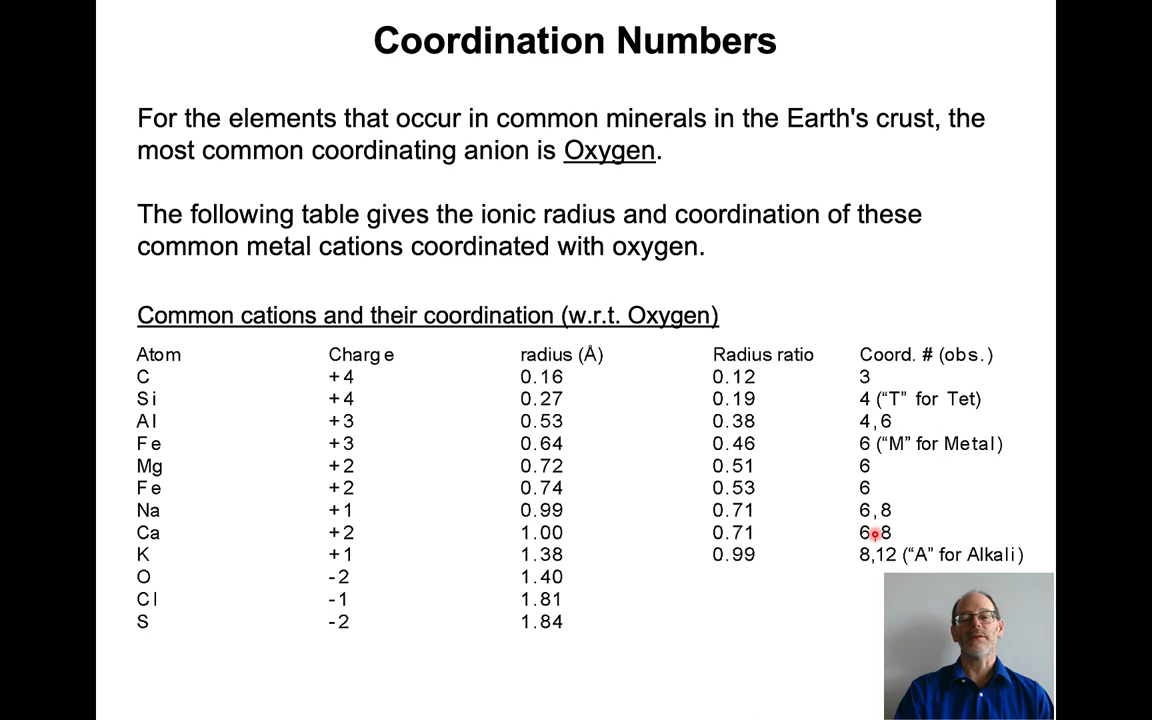 Coordination Numbers
For the elements that occur in common minerals in the Earth's crust, the
most common coordinating anion is Oxygen.
The following table gives the ionic radius and coordination of these
common metal cations coordinated with oxygen.
Common cations and their coordination (w.r.t. Oxygen)
Atom Charge radius (Å) Radius ratio Coord. # (obs.)
C +4 0.16 0.12 3
Si +4 0.27 0.19 4 (“T” for Tet)
Al +3 0.53 0.38 4,6
Fe +3 0.64 0.46 6 (“M” for Metal)
Mg +2 0.72 0.51 6
Fe +2 0.74 0.53 6
Na +1 0.99 0.71 6,8
Ca +2 1.00 0.71 6,8
K +1 1.38 0.99 8,12 (“A” for Alkali)
O -2 1.40
Cl -1 1.81
S -2 1.84